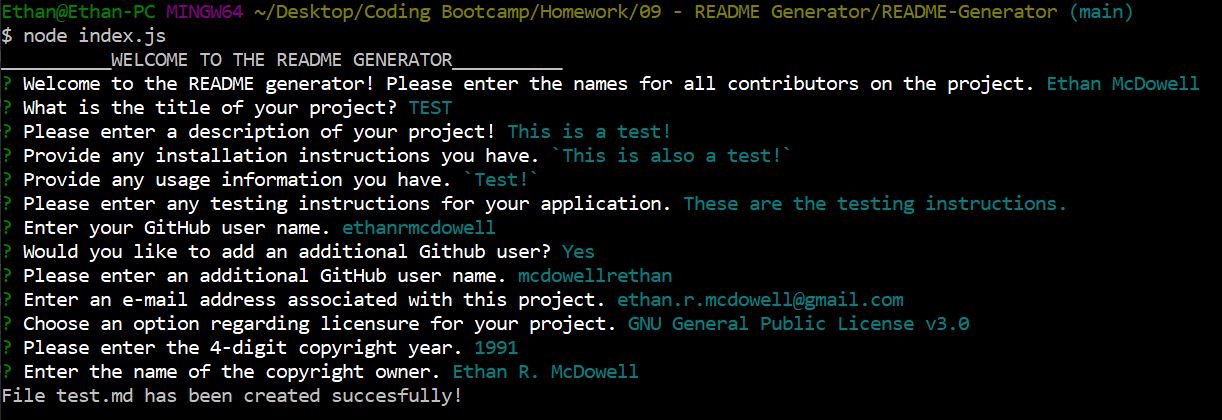 Ethan@Ethan-PC MINGW64 ~/Desktop/Coding Bootcamp/Homework/09 - README Generator/README-Generator (main)
$ node index.js
__________WELCOME TO THE README GENERATOR__________
? Welcome to the README generator! Please enter the names for all contributors on the project. Ethan McDowell
? What is the title of your project? TEST
? Please enter a description of your project! This is a test!
? Provide any installation instructions you have. `This is also a test!`
? Provide any usage information you have. `Test!`
? Please enter any testing instructions for your application. These are the testing instructions.
? Enter your GitHub user name. ethanrmcdowell
? Would you like to add an additional Github user? Yes
? Please enter an additional GitHub user name. mcdowellrethan
? Enter an e-mail address associated with this project. ethan.r.mcdowell@gmail.com
? Choose an option regarding licensure for your project. GNU General Public License v3.0
? Please enter the 4-digit copyright year. 1991
? Enter the name of the copyright owner. Ethan R. McDowell
File test.md has been created succesfully!